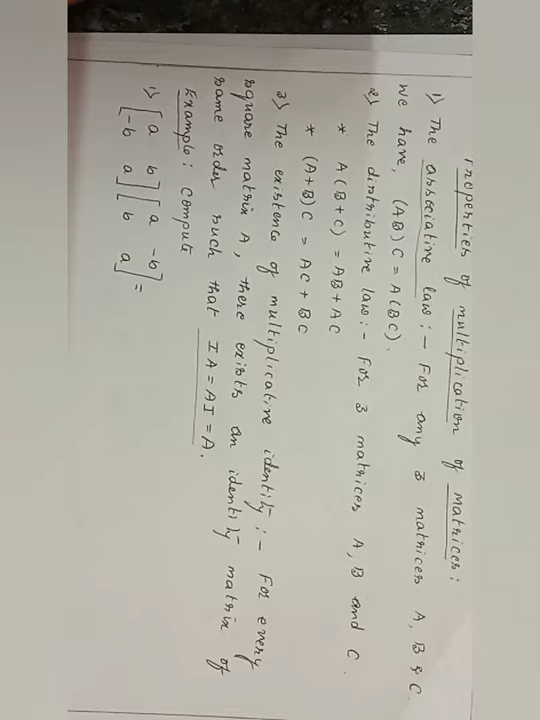 Properties of multiplication of matrices:
1) The associative law:- For any 3 matrices A, B & C
we have, (AB)C = A(BC).
2) The distributive law:- For 3 matrices A, B and C.
* A(B+C) = AB + AC
* (A+B)C = AC + BC
3) The existence of multiplicative identity:- For every
square matrix A, there exists an identity matrix of
same order such that IA = AI = A.
Example: compute
1) [a b] [a -b] =
[-b a] [b a]